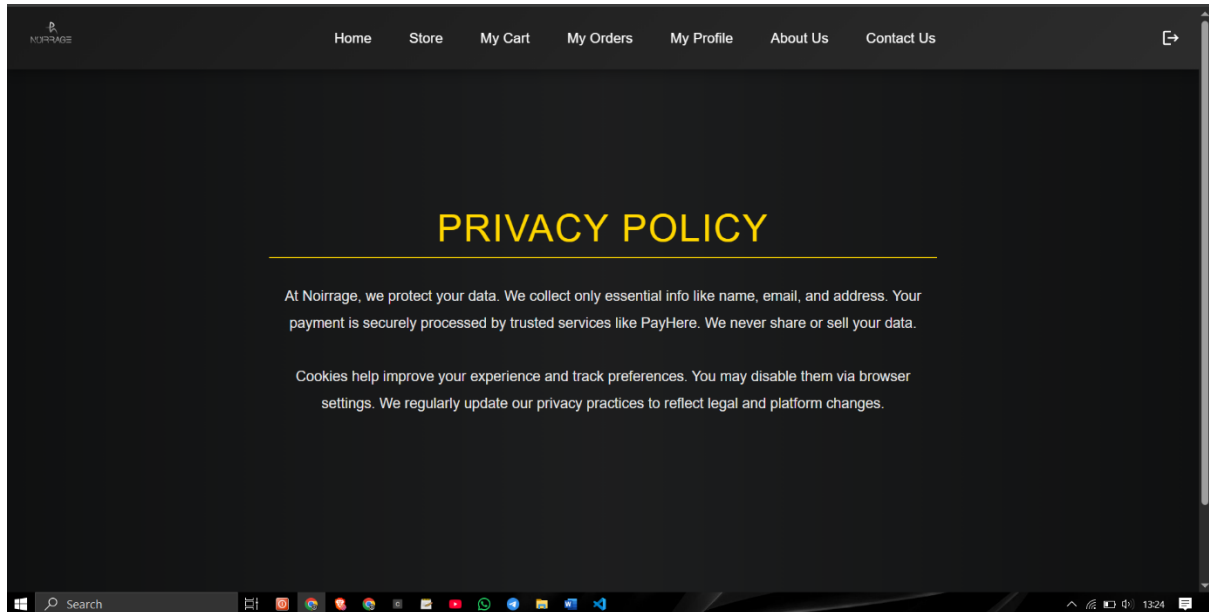 NOIRRAGE
Home Store My Cart My Orders My Profile About Us Contact Us
PRIVACY POLICY
At Noirrage, we protect your data. We collect only essential info like name, email, and address. Your
payment is securely processed by trusted services like PayHere. We never share or sell your data.
Cookies help improve your experience and track preferences. You may disable them via browser
settings. We regularly update our privacy practices to reflect legal and platform changes.
Search
13:24